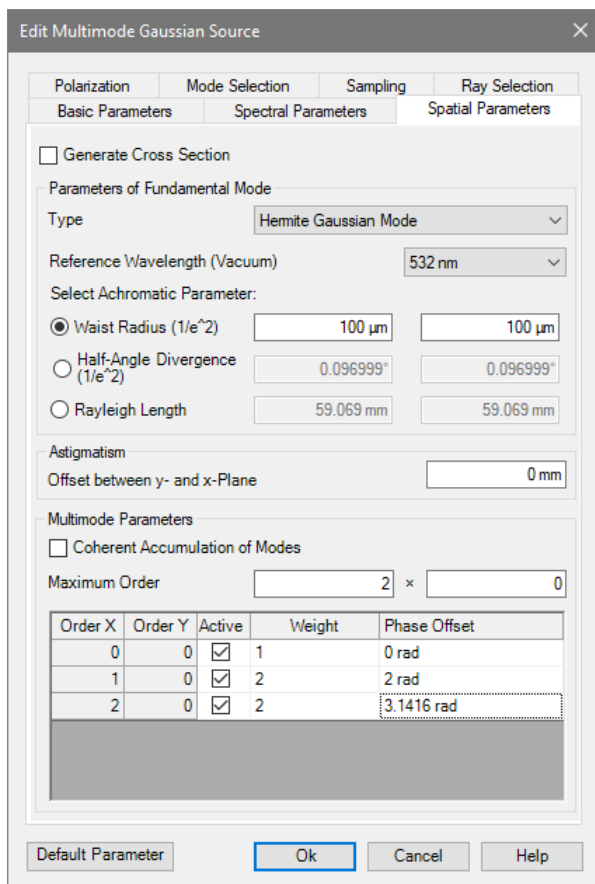 Edit Multimode Gaussian Source
Polarization Mode Selection Sampling Ray Selection
Basic Parameters Spectral Parameters Spatial Parameters
Generate Cross Section
Parameters of Fundamental Mode
Type Hermite Gaussian Mode
Reference Wavelength (Vacuum) 532 nm
Select Achromatic Parameter:
Waist Radius (1/e^2) 100 µm 100 µm
Half-Angle Divergence
(1/e^2) 0.096999° 0.096999°
Rayleigh Length 59.069 mm 59.069 mm
Astigmatism
Offset between y- and x-Plane 0 mm
Multimode Parameters
Coherent Accumulation of Modes
Maximum Order 2 × 0
Order X Order Y Active Weight Phase Offset
0 0 1 0 rad
1 0 2 2 rad
2 0 2 3.1416 rad
Default Parameter Ok Cancel Help